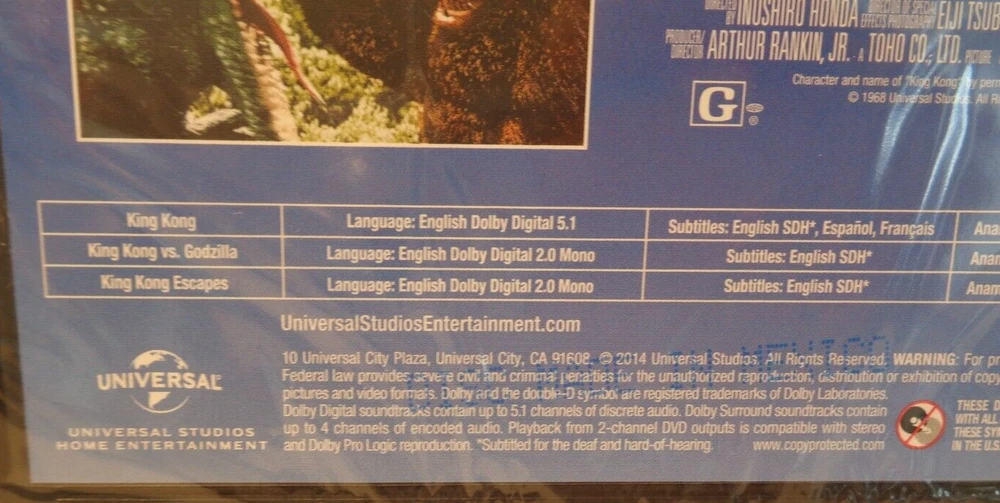 DIRECTED BY INOSHIRO HONDA DIRECTOR OF SPECIAL EFFECTS PHOTOGRAPHY EIJI
PRODUCER/DIRECTOR ARTHUR RANKIN, JR. · A TOHO CO., LTD. PICTURE
Character and name of "King Kong" by
G ® © 1968 Universal Studios. All
King Kong Language: English Dolby Digital 5.1 Subtitles: English SDH*, Español, Français
King Kong vs. Godzilla Language: English Dolby Digital 2.0 Mono Subtitles: English SDH*
King Kong Escapes Language: English Dolby Digital 2.0 Mono Subtitles: English SDH*
UniversalStudiosEntertainment.com
UNIVERSAL
UNIVERSAL STUDIOS
HOME ENTERTAINMENT
10 Universal City Plaza, Universal City, CA 91608. © 2014 Universal Studios. All Rights Reserved. WARNING: For
Federal law provides severe civil and criminal penalties for the unauthorized reproduction, distribution or exhibition of
pictures and video formats. Dolby and the double-D symbol are registered trademarks of Dolby Laboratories.
Dolby Digital soundtracks contain up to 5.1 channels of discrete audio. Dolby Surround soundtracks contain
up to 4 channels of encoded audio. Playback from 2-channel DVD outputs is compatible with stereo
and Dolby Pro Logic reproduction. *Subtitled for the deaf and hard-of-hearing. www.copyprotected.com
IN MEXICO
THESE
WITH ALL
THESE
IN THE